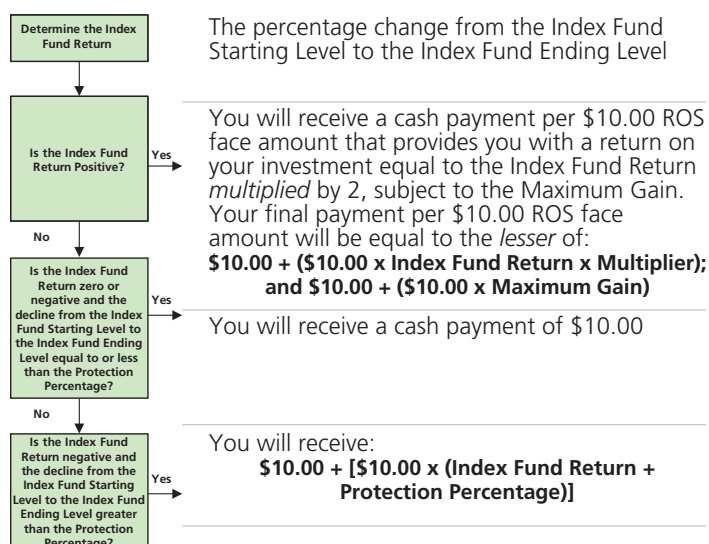 Determine the Index
Fund Return
The percentage change from the Index Fund
Starting Level to the Index Fund Ending Level
Is the Index Fund
Return Positive?
Yes
You will receive a cash payment per $10.00 ROS
face amount that provides you with a return on
your investment equal to the Index Fund Return
multiplied by 2, subject to the Maximum Gain.
Your final payment per $10.00 ROS face
amount will be equal to the lesser of:
$10.00 + ($10.00 x Index Fund Return x Multiplier);
and $10.00 + ($10.00 x Maximum Gain)
No
Is the Index Fund
Return zero or
negative and the
decline from the Index
Fund Starting Level to
the Index Fund Ending
Level equal to or less
than the Protection
Percentage?
Yes
You will receive a cash payment of $10.00
No
Is the Index Fund
Return negative and
the decline from the
Index Fund Starting
Level to the Index Fund
Ending Level greater
than the Protection
Percentage?
Yes
You will receive:
$10.00 + [$10.00 x (Index Fund Return +
Protection Percentage)]